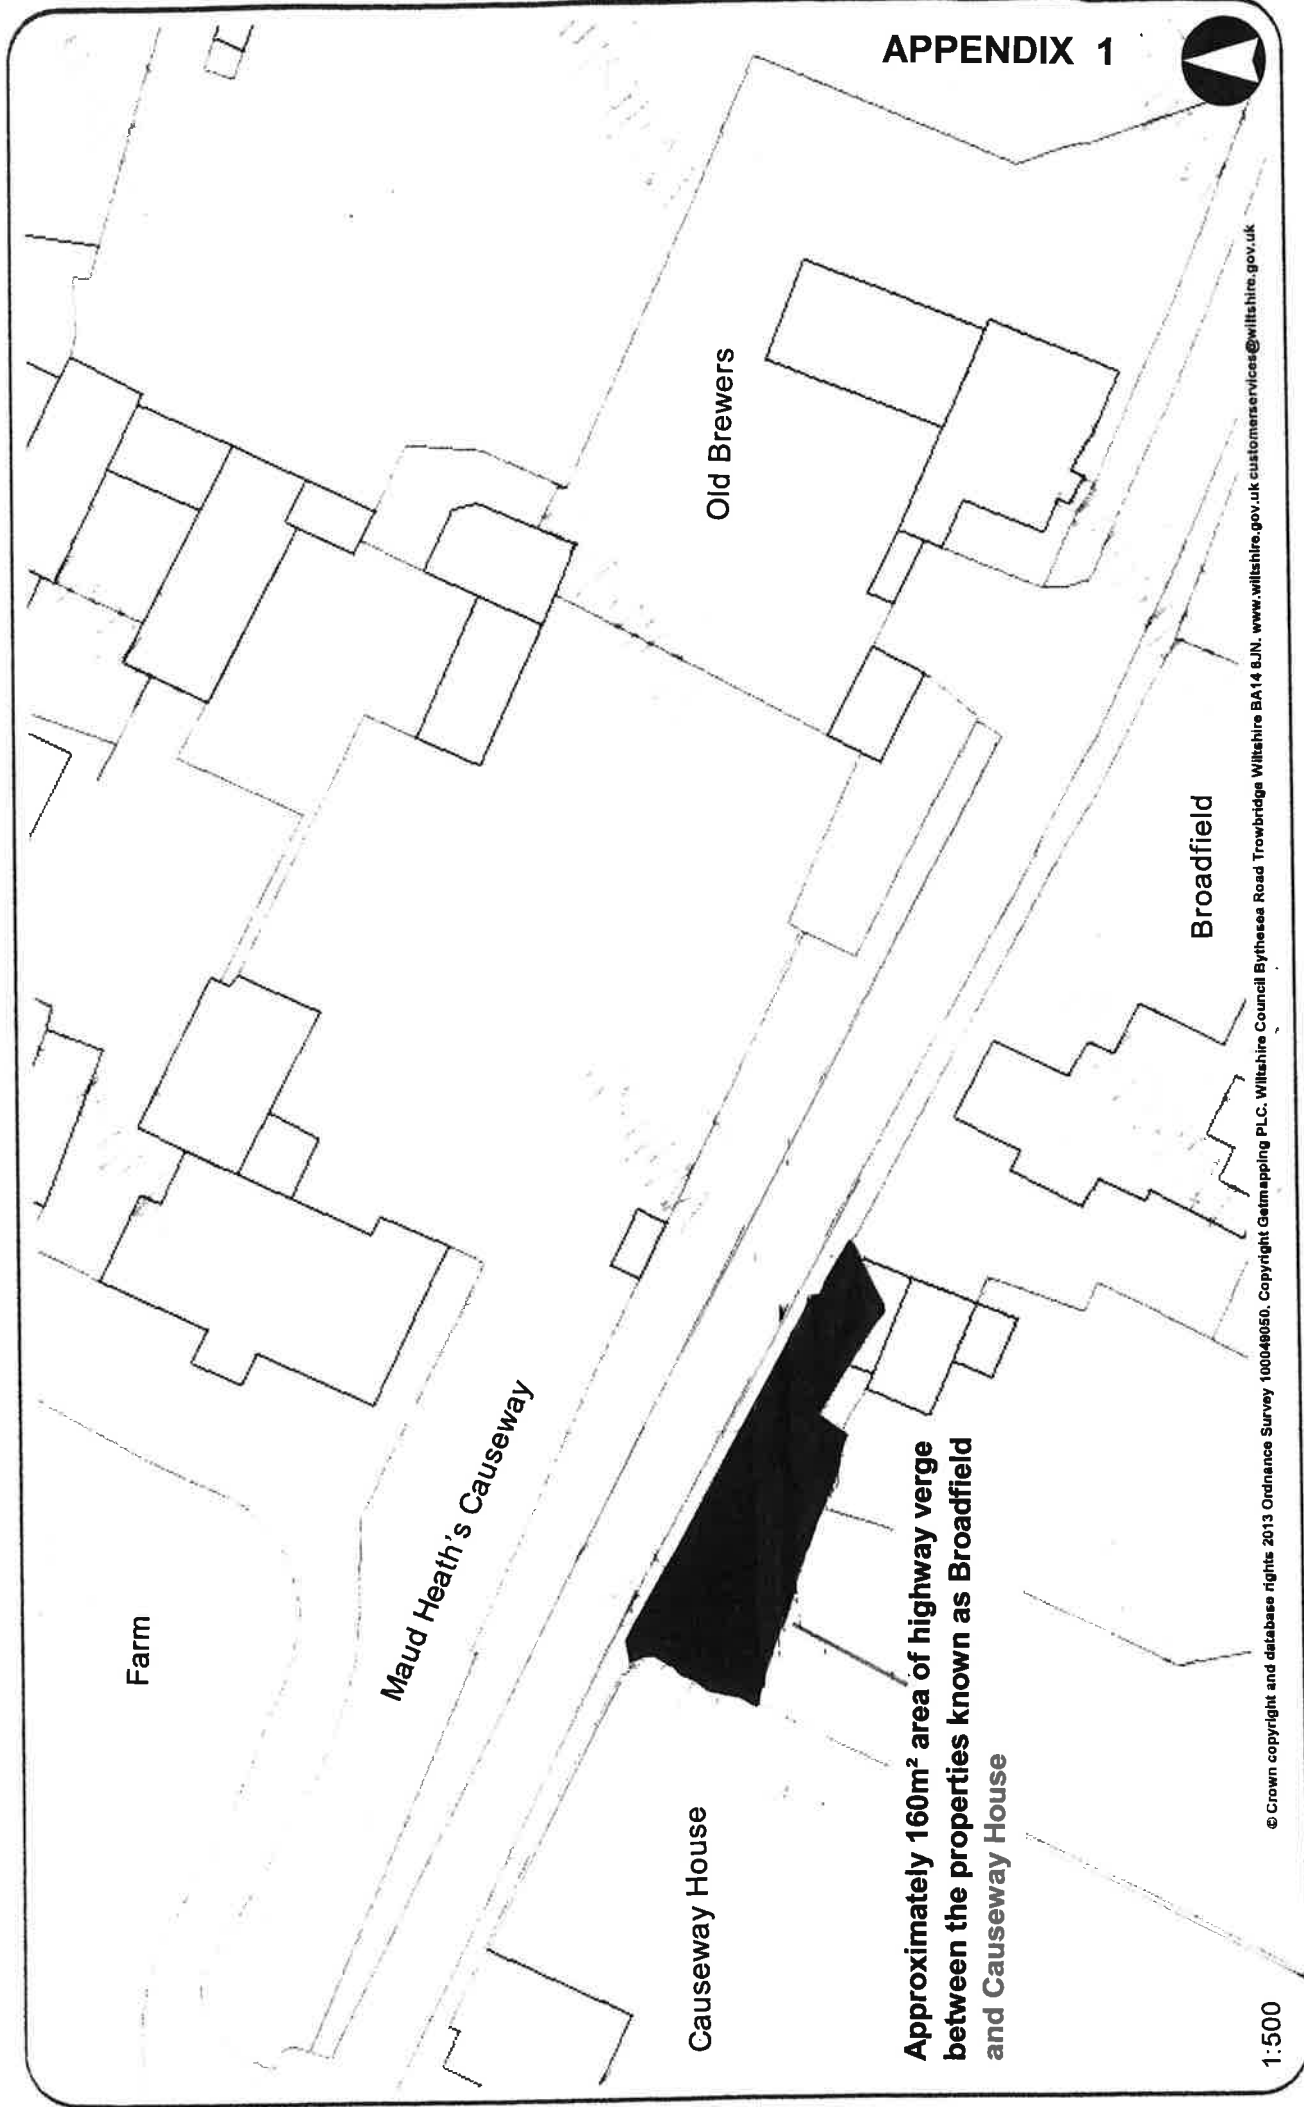 APPENDIX 1
Farm
Maud Heath's Causeway
Old Brewers
Causeway House
Broadfield
Approximately 160m² area of highway verge
between the properties known as Broadfield
and Causeway House
1:500
© Crown copyright and database rights 2013 Ordnance Survey 100049050. Copyright Getmapping PLC. Wiltshire Council Bythesea Road Trowbridge Wiltshire BA14 8JN. www.wiltshire.gov.uk customerservices@wiltshire.gov.uk